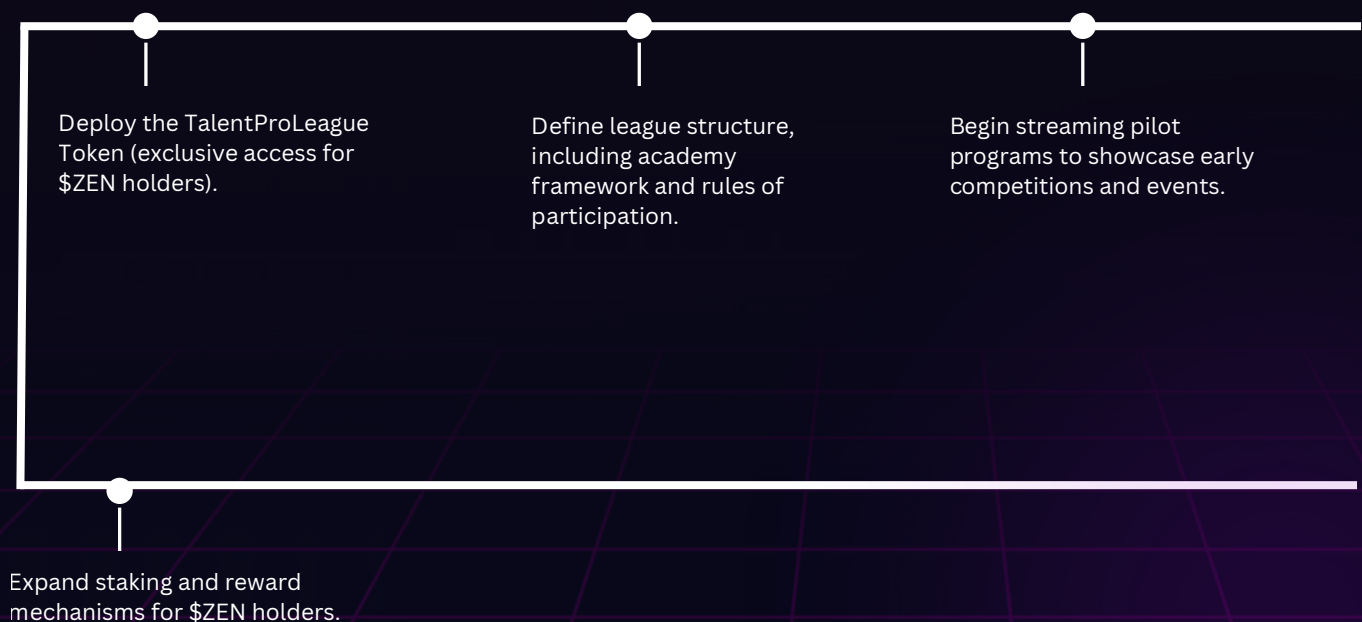 Deploy the TalentProLeague
Token (exclusive access for
$ZEN holders).
Define league structure,
including academy
framework and rules of
participation.
Begin streaming pilot
programs to showcase early
competitions and events.
Expand staking and reward
mechanisms for $ZEN holders.